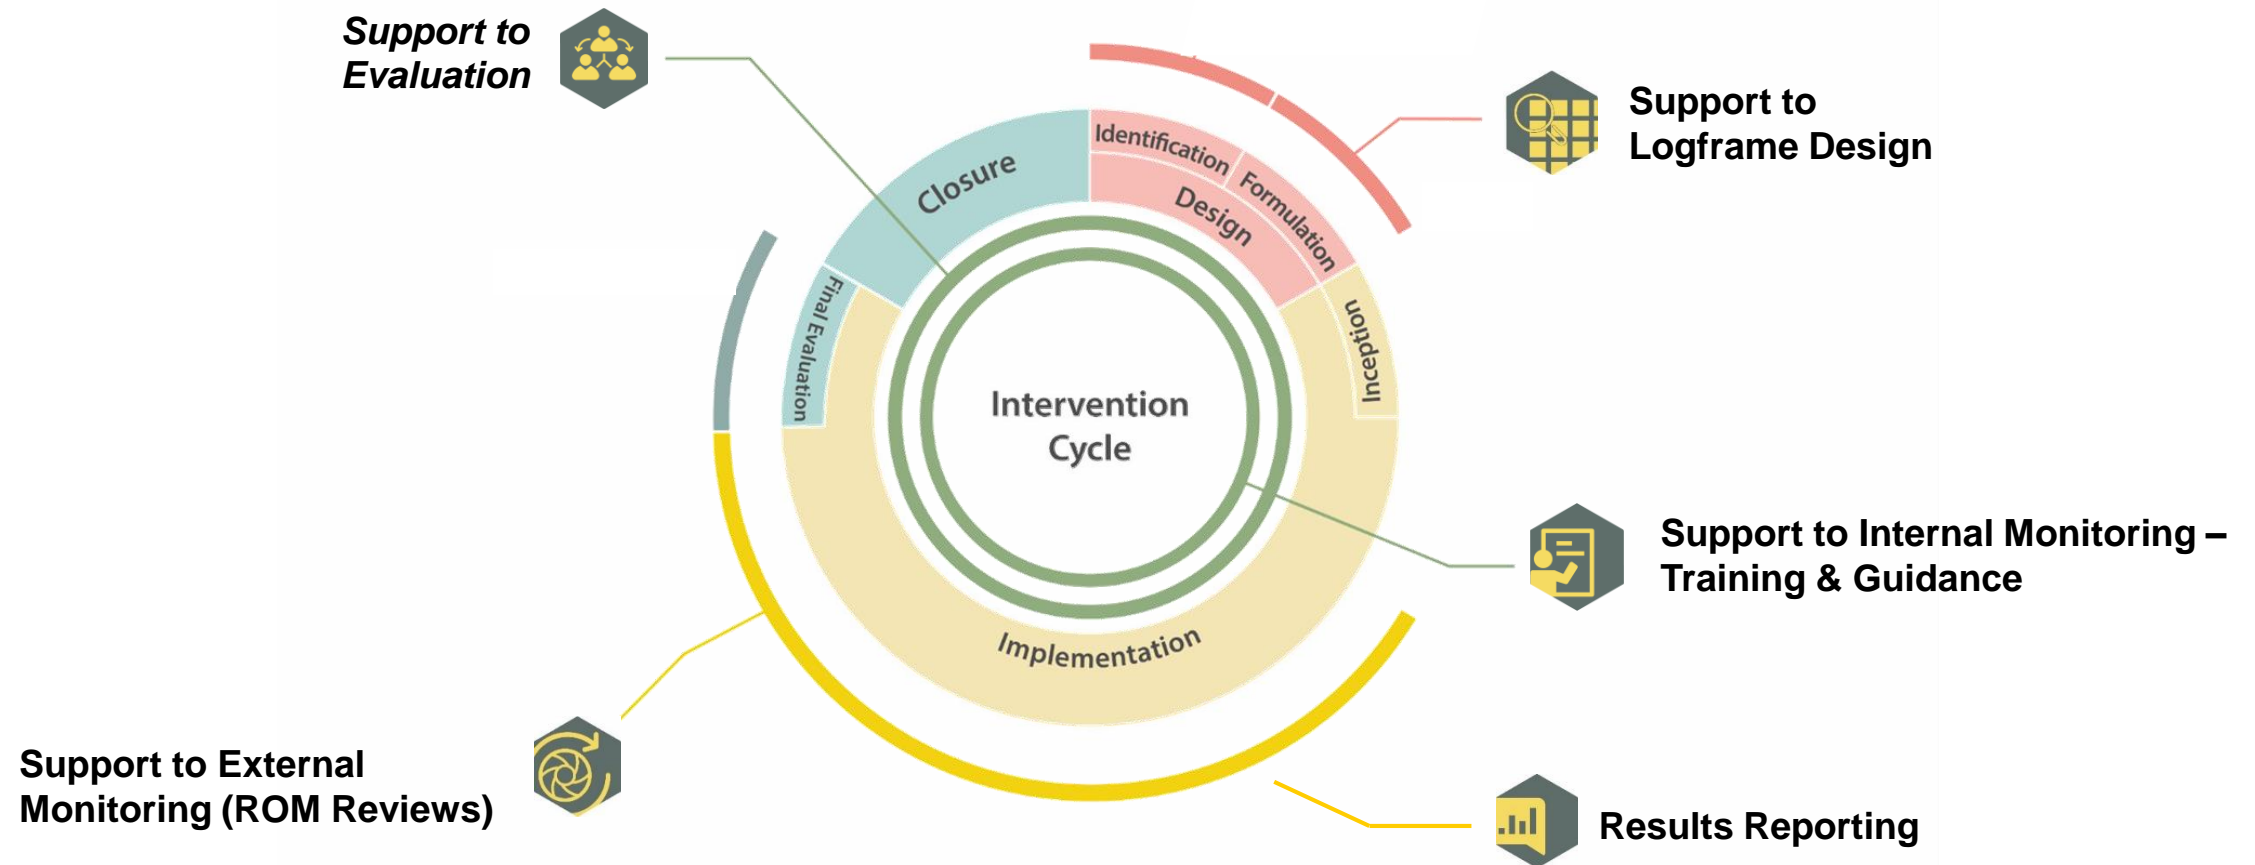 Support to
Evaluation
Support to
Logframe Design
Identification
Formulation
Design
Closure
Final Evaluation
Inception
Intervention
Cycle
Implementation
Support to Internal Monitoring –
Training & Guidance
Support to External
Monitoring (ROM Reviews)
Results Reporting